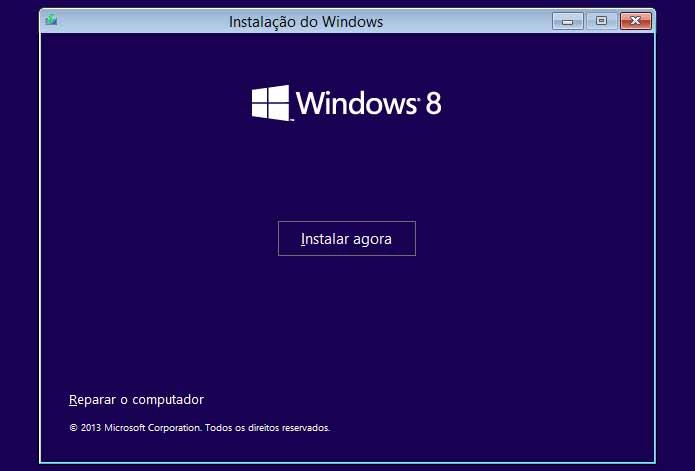 Instalação do Windows
Windows 8
Instalar agora
Reparar o computador
© 2013 Microsoft Corporation. Todos os direitos reservados.